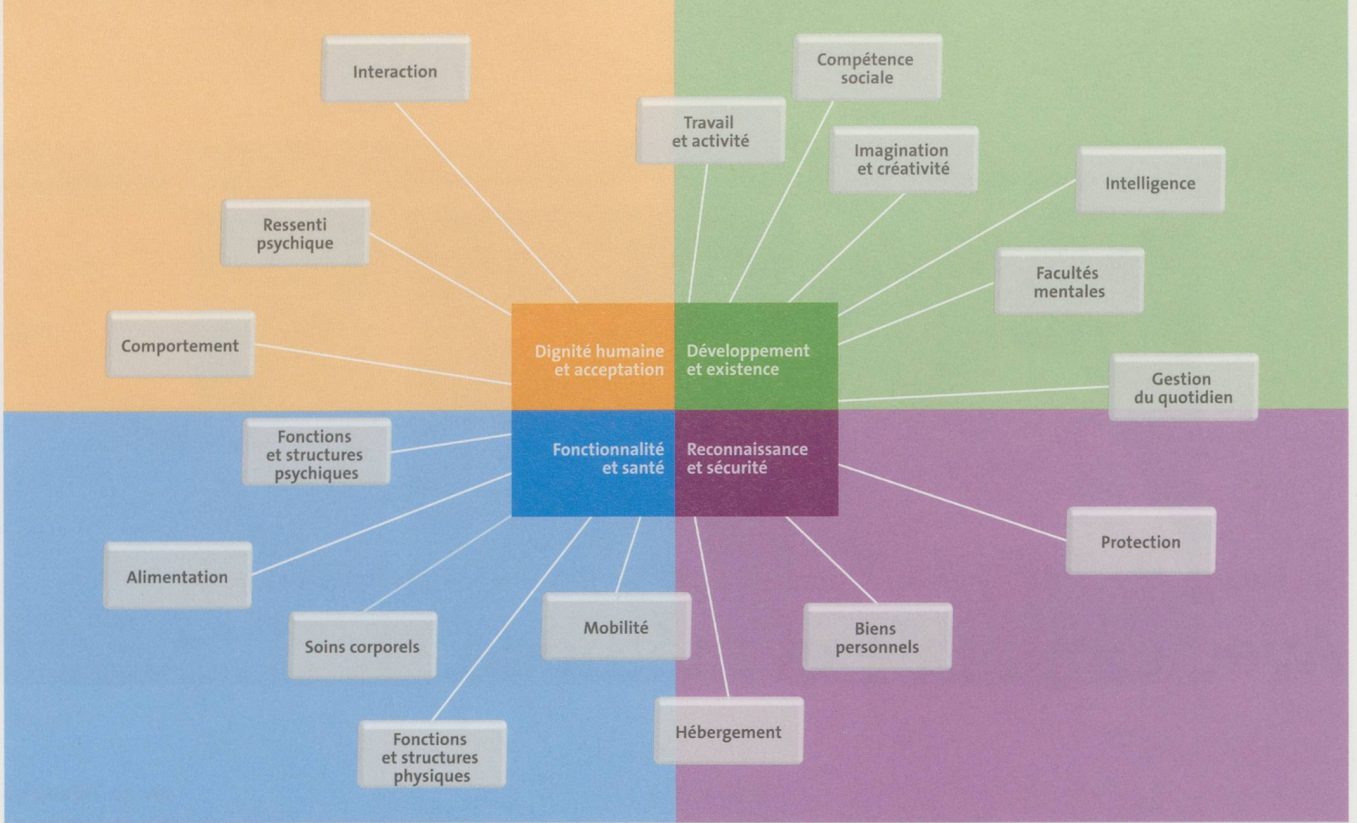 Interaction
Compétence
sociale
Travail
et activité
Imagination
et créativité
Intelligence
Ressenti
psychique
Facultés
mentales
Comportement
Gestion
du quotidien
Dignité humaine
et acceptation
Développement
et existence
Fonctionnalité
et santé
Reconnaissance
et sécurité
Fonctions
et structures
psychiques
Protection
Alimentation
Soins corporels
Mobilité
Biens
personnels
Hébergement
Fonctions
et structures
physiques